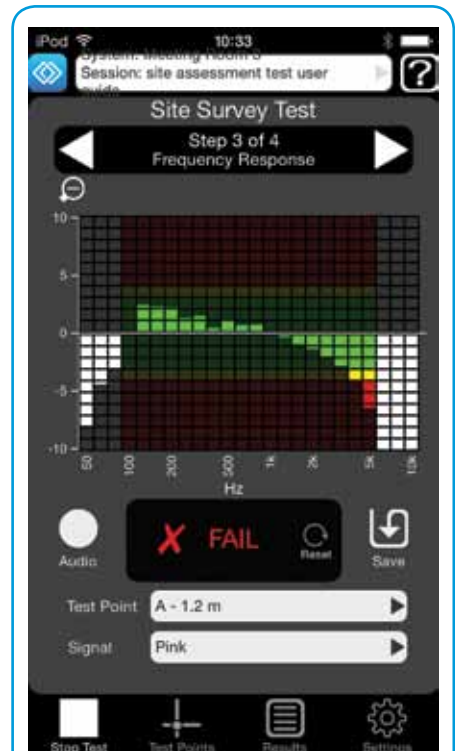 iPod 10:33
System: Meeting Room 3
Session: site assessment test user
guide
?
Site Survey Test
Step 3 of 4
Frequency Response
10
5
0
-5
-10
50 100 200 500 1k 2k 5k 15k
Hz
Audio
X FAIL
Reset
Save
Test Point A - 1.2 m
Signal Pink
Stop Test Test Points Results